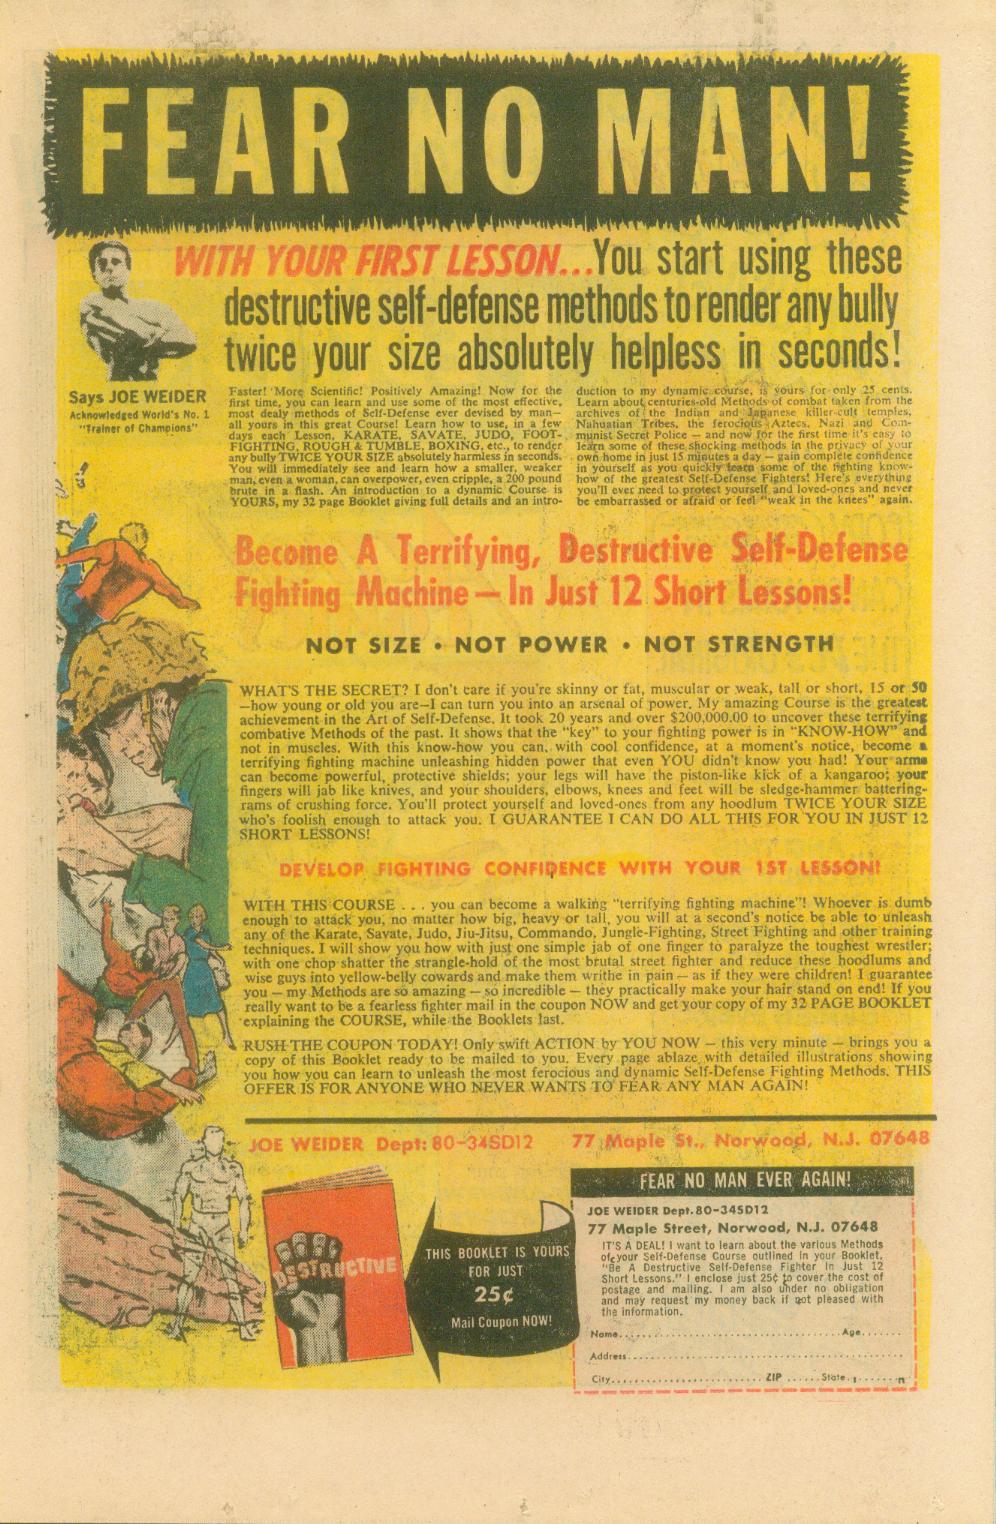 FEAR NO MAN!
WITH YOUR FIRST LESSON...You start using these
destructive self-defense methods to render any bully
twice your size absolutely helpless in seconds!
Says JOE WEIDER
Acknowledged World's No. 1
"Trainer of Champions"
Faster! More Scientific! Positively Amazing! Now for the
first time, you can learn and use some of the most effective,
most dealy methods of Self-Defense ever devised by man—
all yours in this great Course! Learn how to use, in a few
days each Lesson, KARATE, SAVATE, JUDO, FOOT-
FIGHTING, ROUGH & TUMBLE, BOXING, etc., to render
any bully TWICE YOUR SIZE absolutely harmless in seconds.
You will immediately see and learn how a smaller, weaker
man, even a woman, can overpower, even cripple, a 200 pound
brute in a flash. An introduction to a dynamic Course is
YOURS, my 32 page Booklet giving full details and an intro-
duction to my dynamic course, is yours for only 25 cents.
Learn about centuries-old Methods of combat taken from the
archives of the Indian and Japanese killer-cult temples,
Nahuatian Tribes, the ferocious Aztecs, Nazi and Com-
munist Secret Police — and now for the first time it's easy to
learn some of these shocking methods in the privacy of your
own home in just 15 minutes a day — gain complete confidence
in yourself as you quickly learn some of the fighting know-
how of the greatest Self-Defense Fighters! Here's everything
you'll ever need to protect yourself and loved-ones and never
be embarrassed or afraid or feel "weak in the knees" again.
Become A Terrifying, Destructive Self-Defense
Fighting Machine — In Just 12 Short Lessons!
NOT SIZE • NOT POWER • NOT STRENGTH
WHAT'S THE SECRET? I don't care if you're skinny or fat, muscular or weak, tall or short, 15 or 50
—how young or old you are—I can turn you into an arsenal of power. My amazing Course is the greatest
achievement in the Art of Self-Defense. It took 20 years and over $200,000.00 to uncover these terrifying
combative Methods of the past. It shows that the "key" to your fighting power is in "KNOW-HOW" and
not in muscles. With this know-how you can, with cool confidence, at a moment's notice, become a
terrifying fighting machine unleashing hidden power that even YOU didn't know you had! Your arms
can become powerful, protective shields; your legs will have the piston-like kick of a kangaroo; your
fingers will jab like knives, and your shoulders, elbows, knees and feet will be sledge-hammer battering-
rams of crushing force. You'll protect yourself and loved-ones from any hoodlum TWICE YOUR SIZE
who's foolish enough to attack you. I GUARANTEE I CAN DO ALL THIS FOR YOU IN JUST 12
SHORT LESSONS!
DEVELOP FIGHTING CONFIDENCE WITH YOUR 1ST LESSON!
WITH THIS COURSE . . . you can become a walking "terrifying fighting machine"! Whoever is dumb
enough to attack you, no matter how big, heavy or tall, you will at a second's notice be able to unleash
any of the Karate, Savate, Judo, Jiu-Jitsu, Commando, Jungle-Fighting, Street Fighting and other training
techniques. I will show you how with just one simple jab of one finger to paralyze the toughest wrestler;
with one chop shatter the strangle-hold of the most brutal street fighter and reduce these hoodlums and
wise guys into yellow-belly cowards and make them writhe in pain — as if they were children! I guarantee
you — my Methods are so amazing — so incredible — they practically make your hair stand on end! If you
really want to be a fearless fighter mail in the coupon NOW and get your copy of my 32 PAGE BOOKLET
explaining the COURSE, while the Booklets last.
RUSH THE COUPON TODAY! Only swift ACTION by YOU NOW — this very minute — brings you a
copy of this Booklet ready to be mailed to you. Every page ablaze with detailed illustrations showing
you how you can learn to unleash the most ferocious and dynamic Self-Defense Fighting Methods. THIS
OFFER IS FOR ANYONE WHO NEVER WANTS TO FEAR ANY MAN AGAIN!
JOE WEIDER Dept: 80-34SD12 77 Maple St., Norwood, N.J. 07648
DESTRUCTIVE
THIS BOOKLET IS YOURS
FOR JUST
25¢
Mail Coupon NOW!
FEAR NO MAN EVER AGAIN!
JOE WEIDER Dept. 80-34SD12
77 Maple Street, Norwood, N.J. 07648
IT'S A DEAL! I want to learn about the various Methods
of your Self-Defense Course outlined in your Booklet,
"Be A Destructive Self-Defense Fighter In Just 12
Short Lessons." I enclose just 25¢ to cover the cost of
postage and mailing. I am also under no obligation
and may request my money back if not pleased with
the information.
Name........................................Age.......
Address...............................................
City...........................ZIP ......State.........